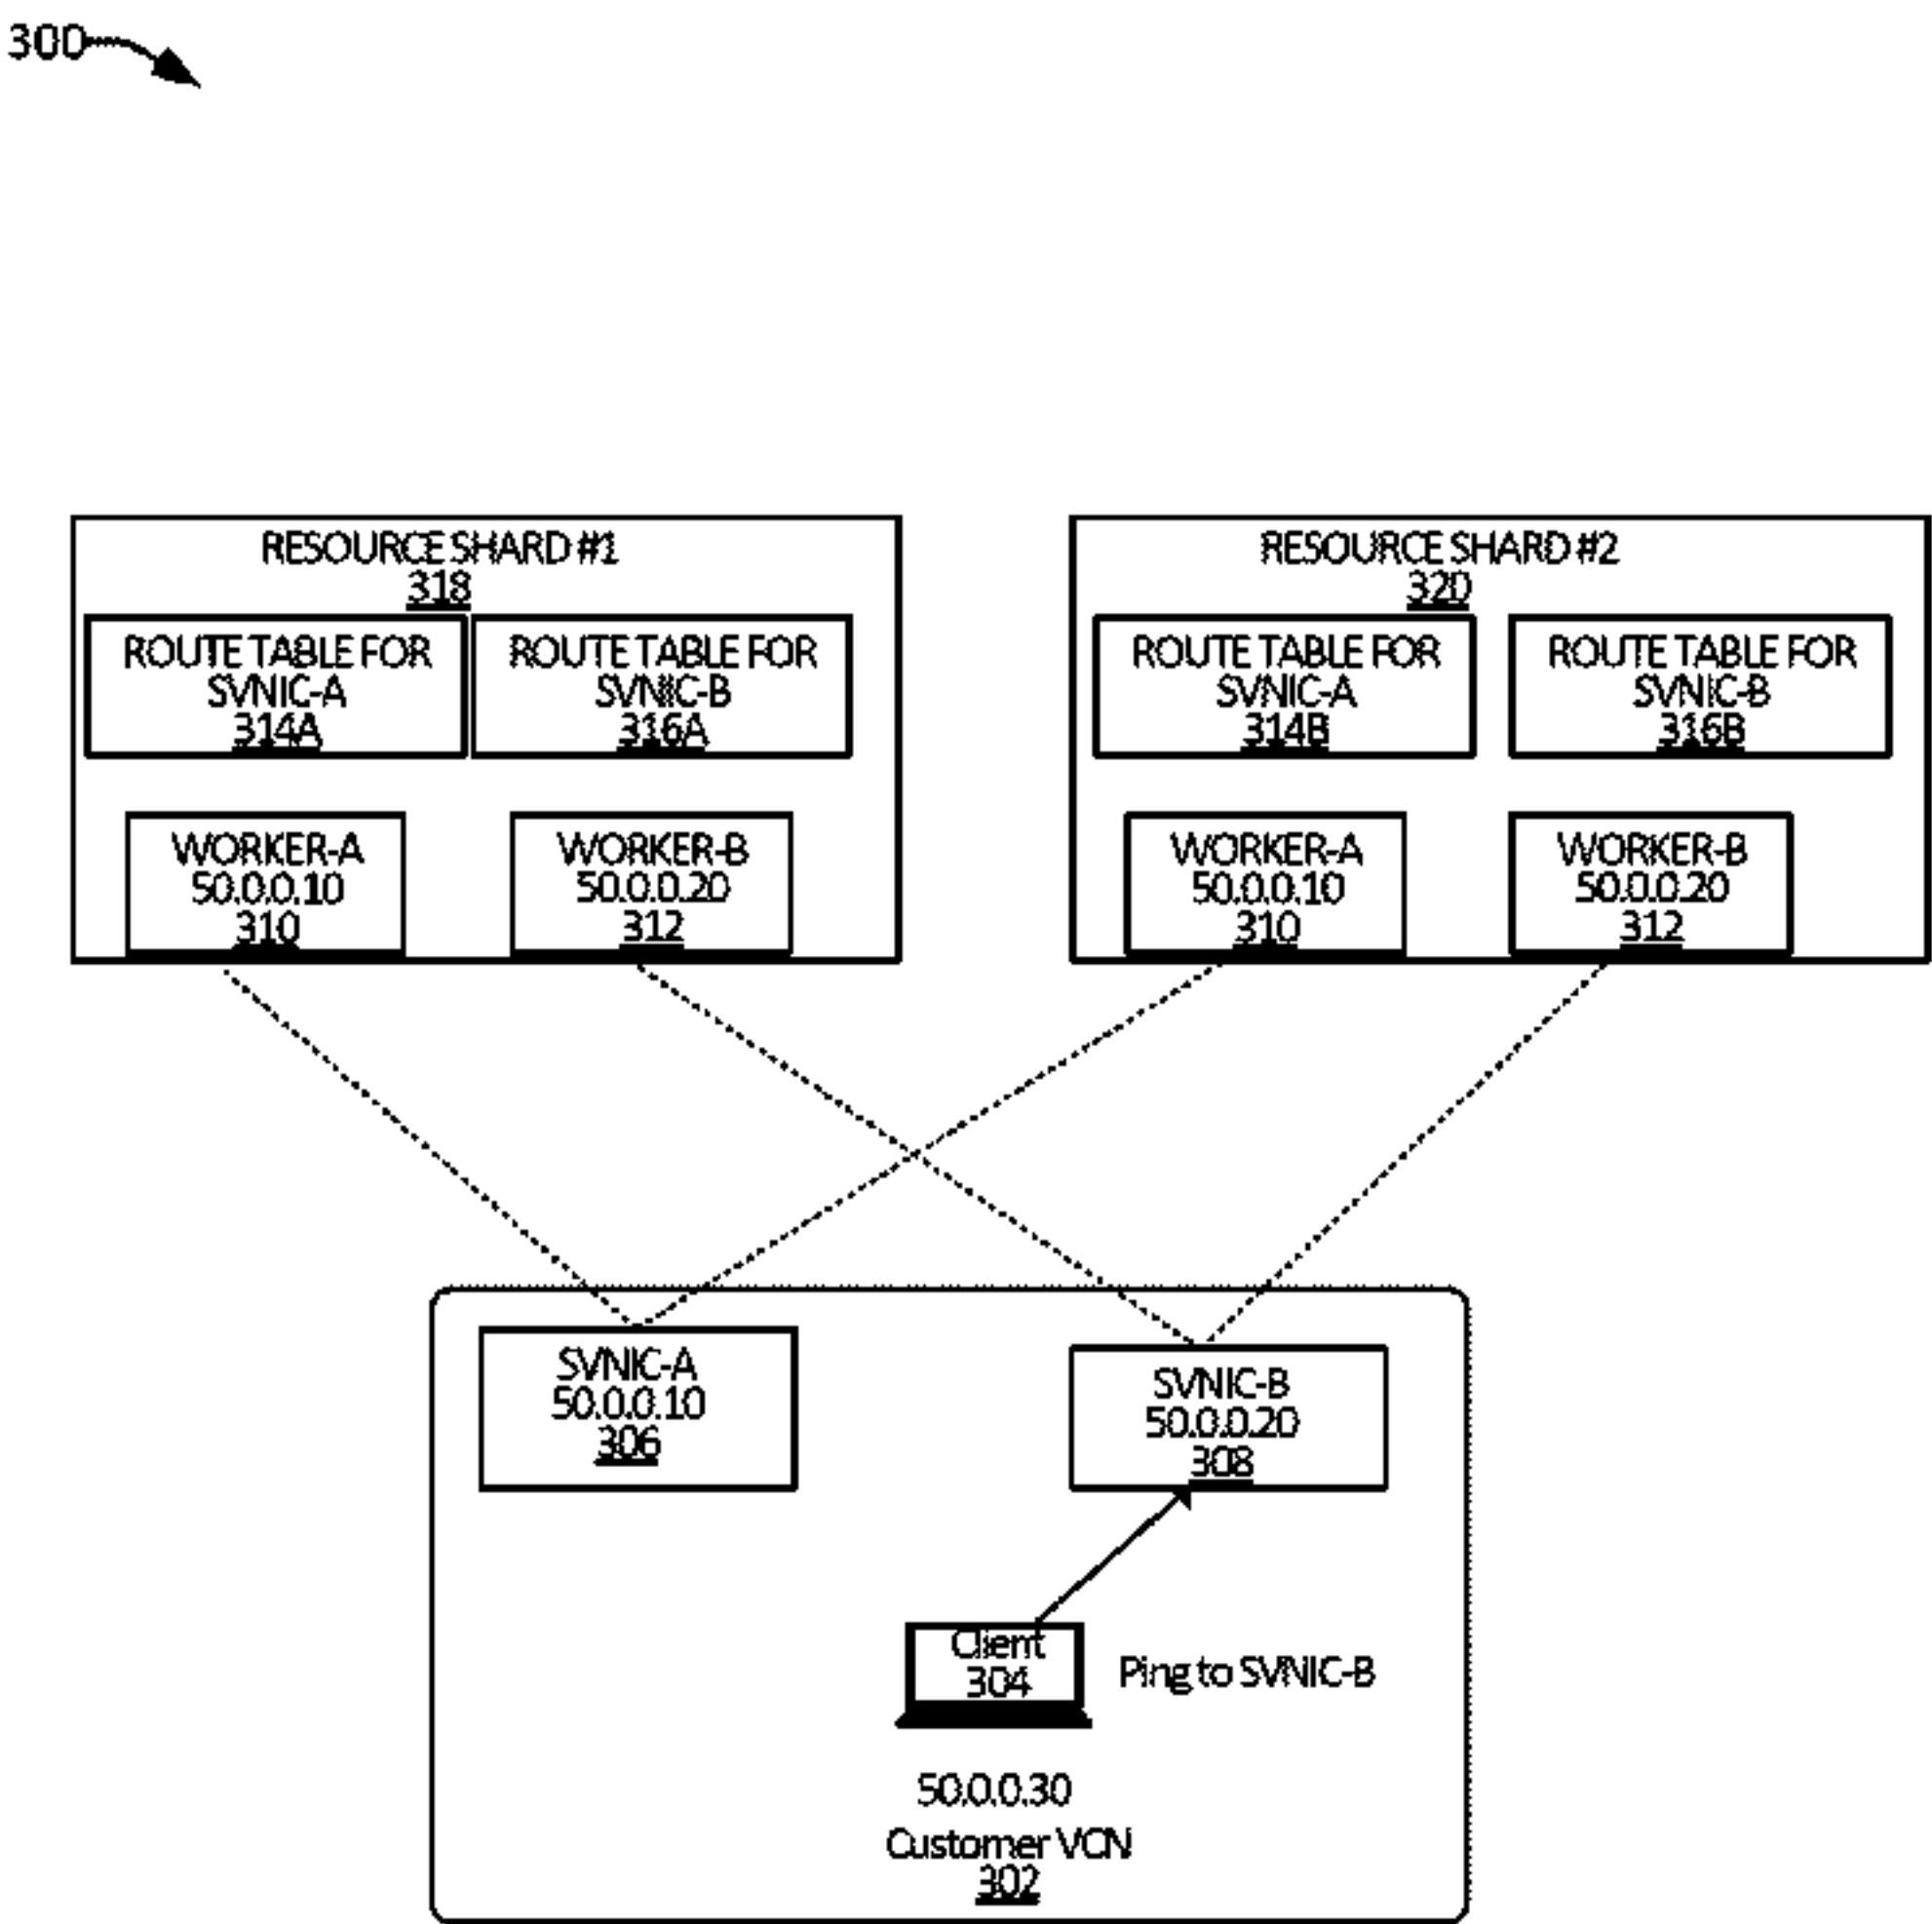 300
RESOURCE SHARD #1
318
ROUTE TABLE FOR
SVNIC-A
314A
ROUTE TABLE FOR
SVNIC-B
316A
WORKER-A
50.0.0.10
310
WORKER-B
50.0.0.20
312
RESOURCE SHARD #2
320
ROUTE TABLE FOR
SVNIC-A
314B
ROUTE TABLE FOR
SVNIC-B
316B
WORKER-A
50.0.0.10
310
WORKER-B
50.0.0.20
312
SVNIC-A
50.0.0.10
306
SVNIC-B
50.0.0.20
308
Client
304
Ping to SVNIC-B
50.0.0.30
Customer VCN
302